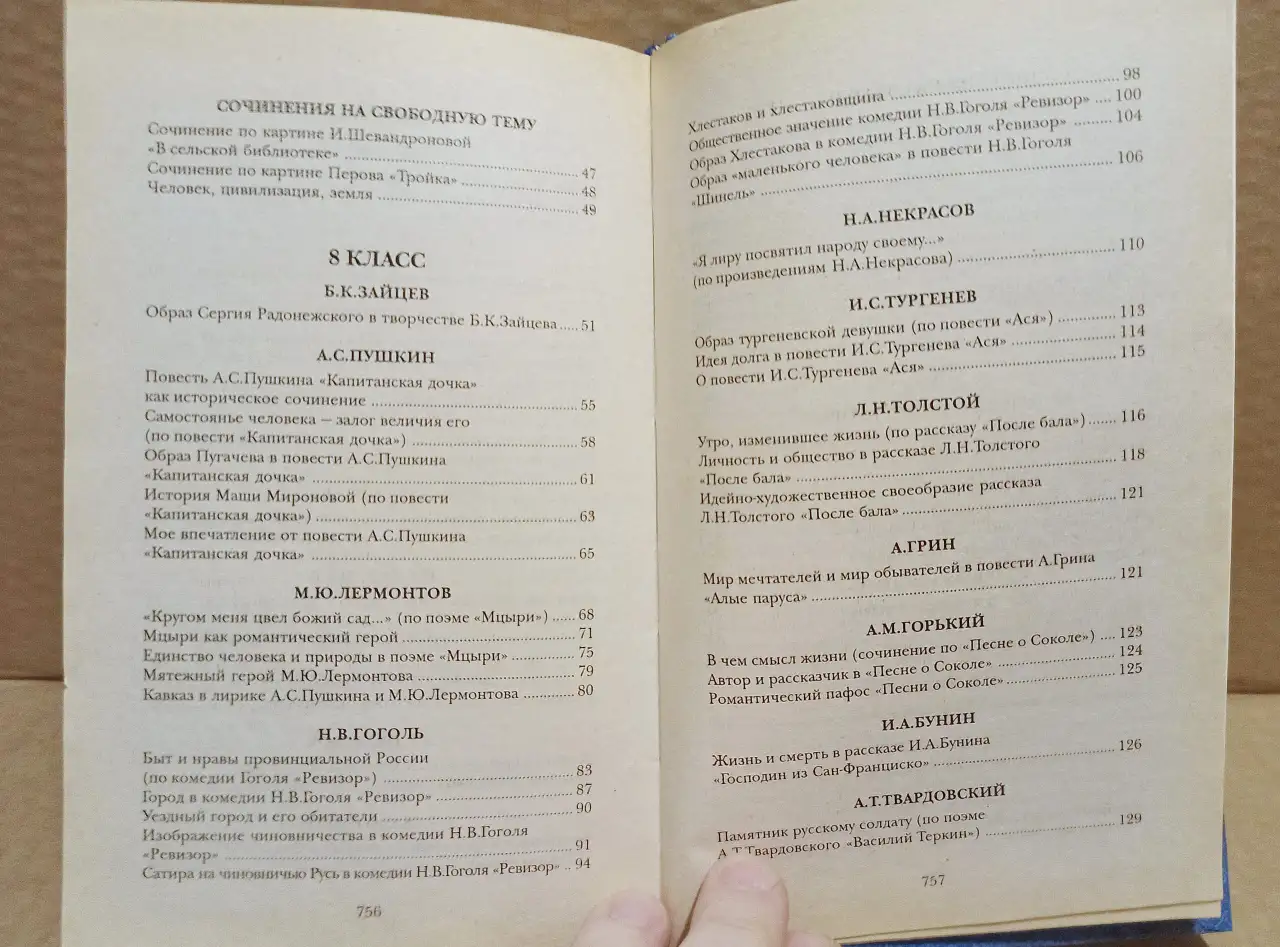 СОЧИНЕНИЯ НА СВОБОДНУЮ ТЕМУ
Сочинение по картине И.Шевандроновой
«В сельской библиотеке» ........ 47
Сочинение по картине Перова «Тройка» ........ 48
Человек, цивилизация, земля ........ 49
8 КЛАСС
Б.К.ЗАЙЦЕВ
Образ Сергия Радонежского в творчестве Б.К.Зайцева ..... 51
А.С.ПУШКИН
Повесть А.С.Пушкина «Капитанская дочка»
как историческое сочинение ........ 55
Самостоянье человека – залог величия его
(по повести «Капитанская дочка») ........ 58
Образ Пугачева в повести А.С.Пушкина
«Капитанская дочка» ........ 61
История Маши Мироновой (по повести
«Капитанская дочка») ........ 63
Мое впечатление от повести А.С.Пушкина
«Капитанская дочка» ........ 65
М.Ю.ЛЕРМОНТОВ
«Кругом меня цвел божий сад...» (по поэме «Мцыри») ...... 68
Мцыри как романтический герой ........ 71
Единство человека и природы в поэме «Мцыри» ........ 75
Мятежный герой М.Ю.Лермонтова ........ 79
Кавказ в лирике А.С.Пушкина и М.Ю.Лермонтова ........ 80
Н.В.ГОГОЛЬ
Быт и нравы провинциальной России
(по комедии Гоголя «Ревизор») ........ 83
Город в комедии Н.В.Гоголя «Ревизор» ........ 87
Уездный город и его обитатели ........ 90
Изображение чиновничества в комедии Н.В.Гоголя
«Ревизор» ........ 91
Сатира на чиновничью Русь в комедии Н.В.Гоголя «Ревизор» .. 94
756
Хлестаков и хлестаковщина ........ 98
Общественное значение комедии Н.В.Гоголя «Ревизор» .... 100
Образ Хлестакова в комедии Н.В.Гоголя «Ревизор» ........ 104
Образ «маленького человека» в повести Н.В.Гоголя
«Шинель» ........ 106
Н.А.НЕКРАСОВ
«Я лиру посвятил народу своему...»
(по произведениям Н.А.Некрасова) ........ 110
И.С.ТУРГЕНЕВ
Образ тургеневской девушки (по повести «Ася») ........ 113
Идея долга в повести И.С.Тургенева «Ася» ........ 114
О повести И.С.Тургенева «Ася» ........ 115
Л.Н.ТОЛСТОЙ
Утро, изменившее жизнь (по рассказу «После бала») ...... 116
Личность и общество в рассказе Л.Н.Толстого
«После бала» ........ 118
Идейно-художественное своеобразие рассказа
Л.Н.Толстого «После бала» ........ 121
А.ГРИН
Мир мечтателей и мир обывателей в повести А.Грина
«Алые паруса» ........ 121
А.М.ГОРЬКИЙ
В чем смысл жизни (сочинение по «Песне о Соколе») .... 123
Автор и рассказчик в «Песне о Соколе» ........ 124
Романтический пафос «Песни о Соколе» ........ 125
И.А.БУНИН
Жизнь и смерть в рассказе И.А.Бунина
«Господин из Сан-Франциско» ........ 126
А.Т.ТВАРДОВСКИЙ
Памятник русскому солдату (по поэме
А.Т.Твардовского «Василий Теркин») ........ 129
757